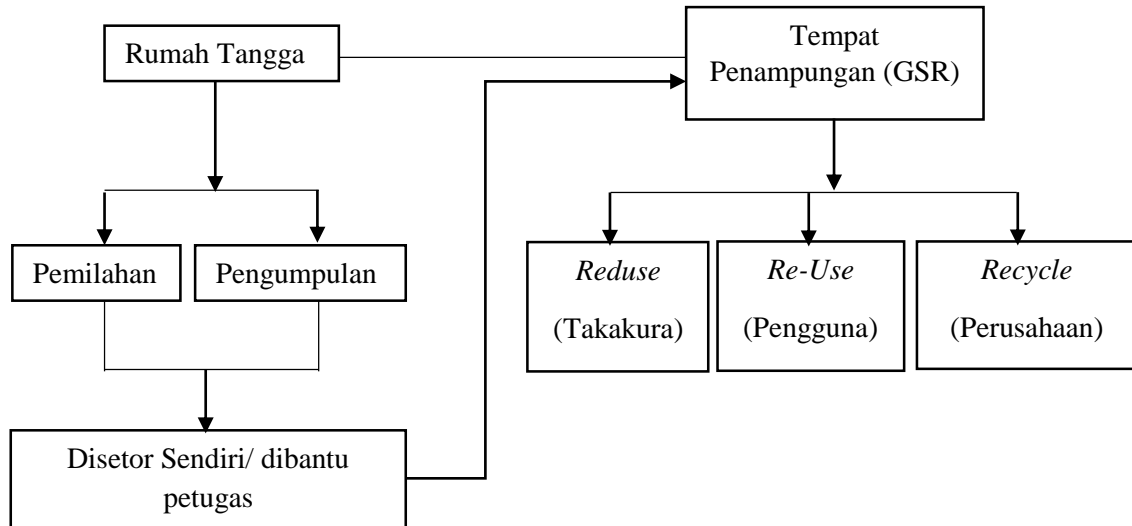 Rumah Tangga
Tempat
Penampungan (GSR)
Pemilahan
Pengumpulan
Reduse
(Takakura)
Re-Use
(Pengguna)
Recycle
(Perusahaan)
Disetor Sendiri/ dibantu
petugas